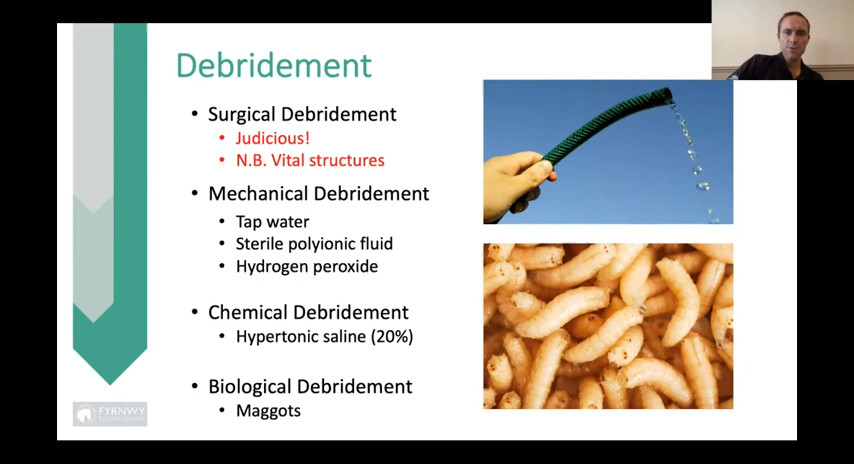 Debridement
• Surgical Debridement
• Judicious!
• N.B. Vital structures
• Mechanical Debridement
• Tap water
• Sterile polyionic fluid
• Hydrogen peroxide
• Chemical Debridement
• Hypertonic saline (20%)
• Biological Debridement
• Maggots
FYRNWY